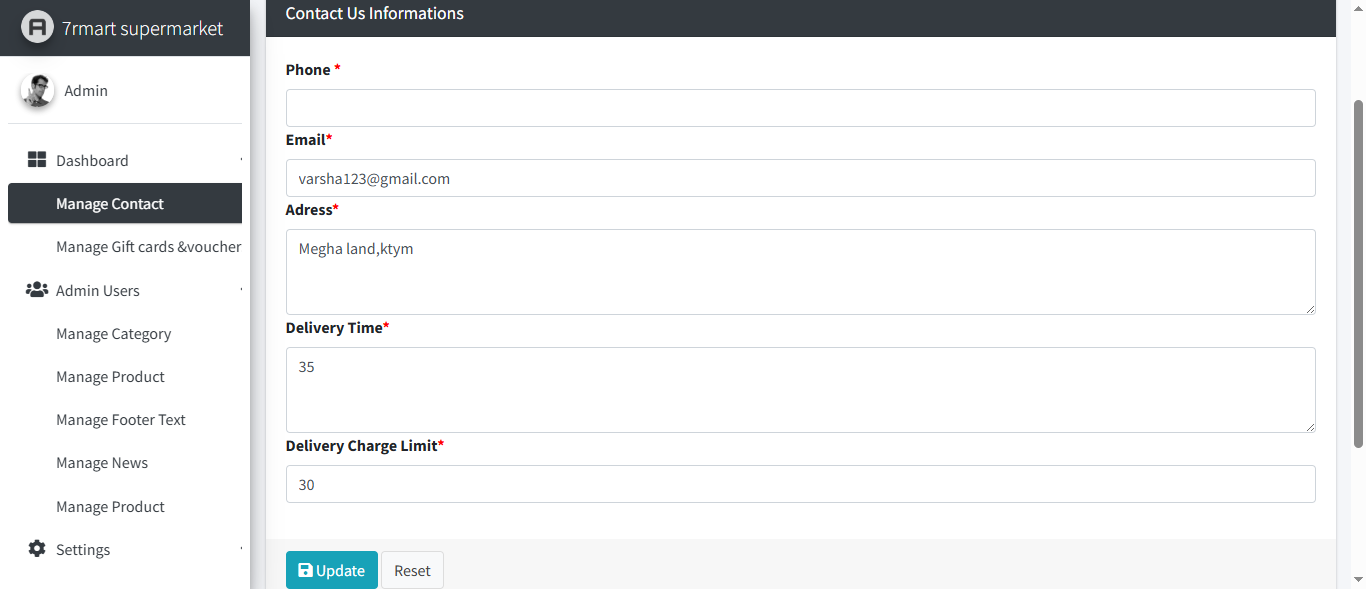 7rmart supermarket
Admin
Dashboard
Manage Contact
Manage Gift cards &voucher
Admin Users
Manage Category
Manage Product
Manage Footer Text
Manage News
Manage Product
Settings
Contact Us Informations
Phone *
Email*
varsha123@gmail.com
Adress*
Megha land,ktym
Delivery Time*
35
Delivery Charge Limit*
30
Update
Reset